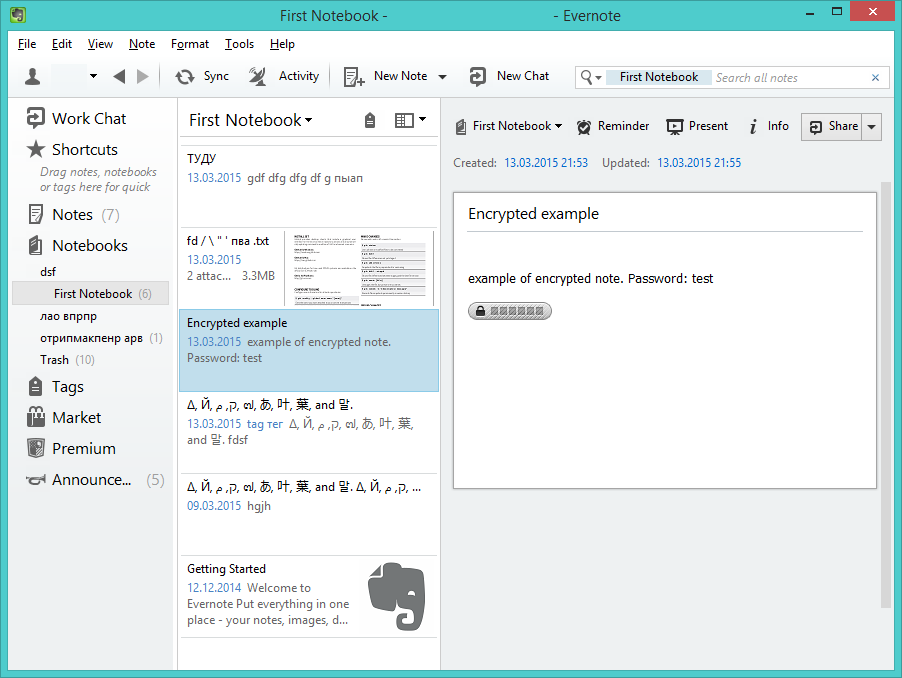 First Notebook - - Evernote
File Edit View Note Format Tools Help
Sync Activity New Note New Chat First Notebook Search all notes
Work Chat
Shortcuts
Drag notes, notebooks
or tags here for quick
Notes (7)
Notebooks
dsf
First Notebook (6)
лао впрпр
отрипмакпенр арв (1)
Trash (10)
Tags
Market
Premium
Announce... (5)
First Notebook
ТУДУ
13.03.2015 gdf dfg dfg df g пыап
fd / \ " ' пва .txt
13.03.2015
2 attac... 3.3MB
Encrypted example
13.03.2015 example of encrypted note.
Password: test
Δ, Й, ק, م, ๗, あ, 叶, 葉, and 말.
13.03.2015 tag тег Δ, Й, ק, م, ๗, あ, 叶, 葉,
and 말. fdsf
Δ, Й, ק, م, ๗, あ, 叶, 葉, and 말. Δ, Й, ק, م, ...
09.03.2015 hgjh
Getting Started
12.12.2014 Welcome to
Evernote Put everything in one
place - your notes, images, d...
First Notebook Reminder Present Info Share
Created: 13.03.2015 21:53 Updated: 13.03.2015 21:55
Encrypted example
example of encrypted note. Password: test